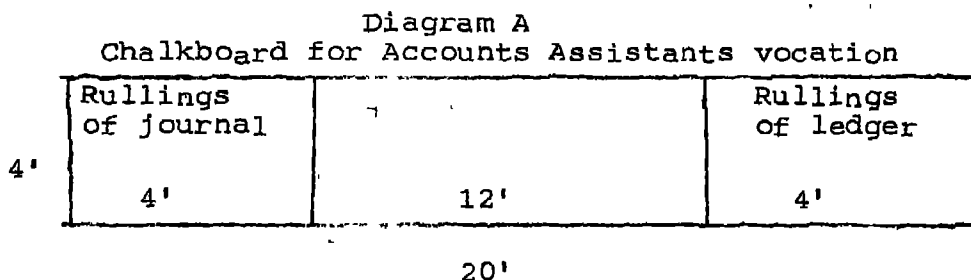 Diagram A
Chalkboard for Accounts Assistants vocation
Rullings
of journal
Rullings
of ledger
4'
4'
12'
4'
20'